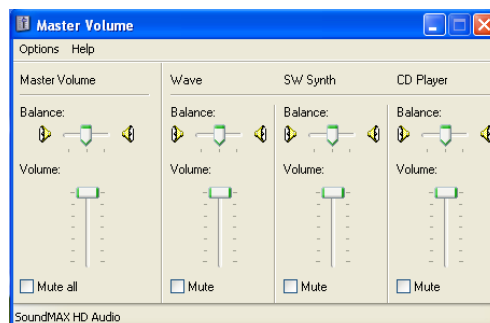 Master Volume
Options Help
Master Volume Wave SW Synth CD Player
Balance: Balance: Balance: Balance:
Volume: Volume: Volume: Volume:
Mute all Mute Mute Mute
SoundMAX HD Audio